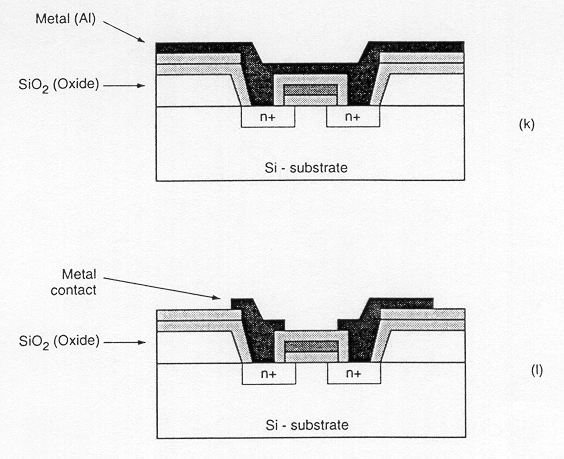 Metal (Al)
SiO₂ (Oxide)
n+ n+
(k)
Si - substrate
Metal
contact
SiO₂ (Oxide)
n+ n+
(l)
Si - substrate